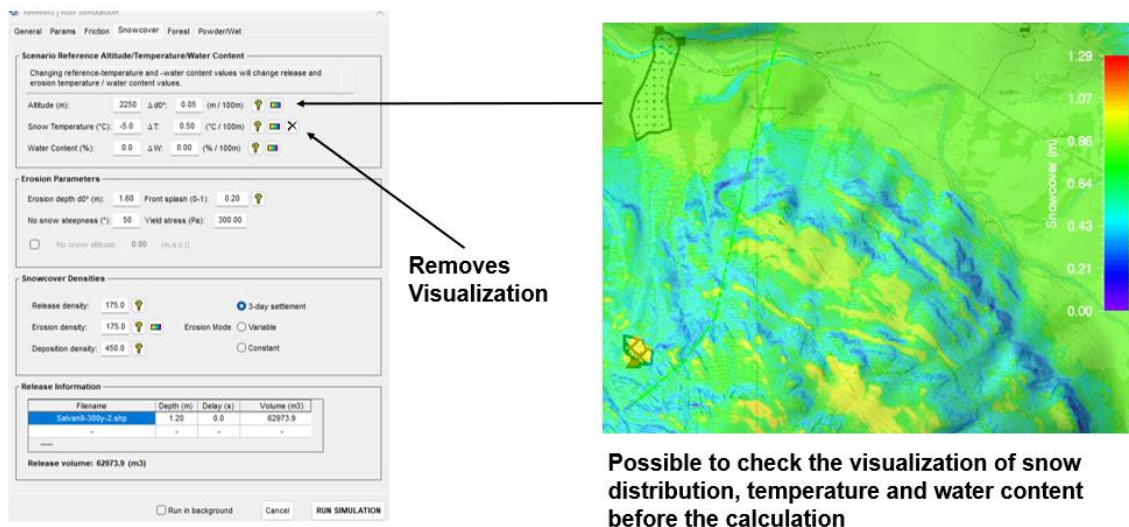 | Run Simulation
General Params Friction Snowcover Forest Powder/Wet
Scenario Reference Altitude/Temperature/Water Content
Changing reference-temperature and -water content values will change release and
erosion temperature / water content values.
Altitude (m): 2250 Δ d0*: 0.05 (m / 100m)
Snow Temperature (°C): -5.0 Δ T: 0.50 (°C / 100m)
Water Content (%): 0.0 Δ W: 0.00 (% / 100m)
Erosion Parameters
Erosion depth d0* (m): 1.60 Front splash (0-1): 0.20
No snow steepness (°): 50 Yield stress (Pa): 300.00
No snow altitude: 0.00 (m.a.s.l)
Snowcover Densities
Release density: 175.0 3-day settlement
Erosion density: 175.0 Erosion Mode Variable
Deposition density: 450.0 Constant
Release Information
Filename Depth (m) Delay (s) Volume (m3)
Salvan9-300y-2.shp 1.20 0.0 62973.9
- - - -
Release volume: 62973.9 (m3)
Run in background Cancel RUN SIMULATION
Removes
Visualization
1.29
1.07
0.86
0.64
0.43
0.21
0.00
Snowcover (m)
Possible to check the visualization of snow
distribution, temperature and water content
before the calculation